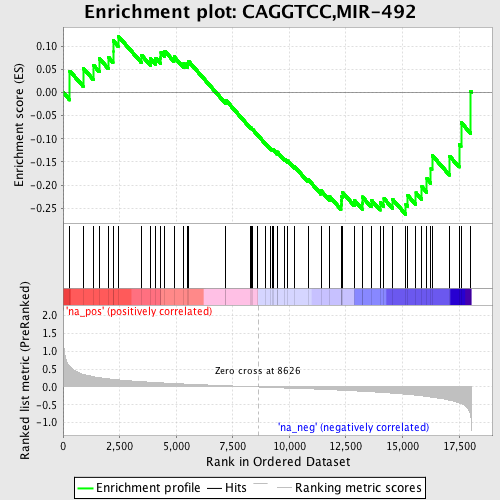 Enrichment plot: CAGGTCC,MIR-492
Enrichment score (ES)
0.10
0.05
0.00
-0.05
-0.10
-0.15
-0.20
-0.25
'na_pos' (positively correlated)
Ranked list metric (PreRanked)
2.0
1.5
1.0
0.5
0.0
-0.5
-1.0
Zero cross at 8626
'na_neg' (negatively correlated)
0
2,500
5,000
7,500
10,000
12,500
15,000
17,500
Rank in Ordered Dataset
Enrichment profile
Hits
Ranking metric scores